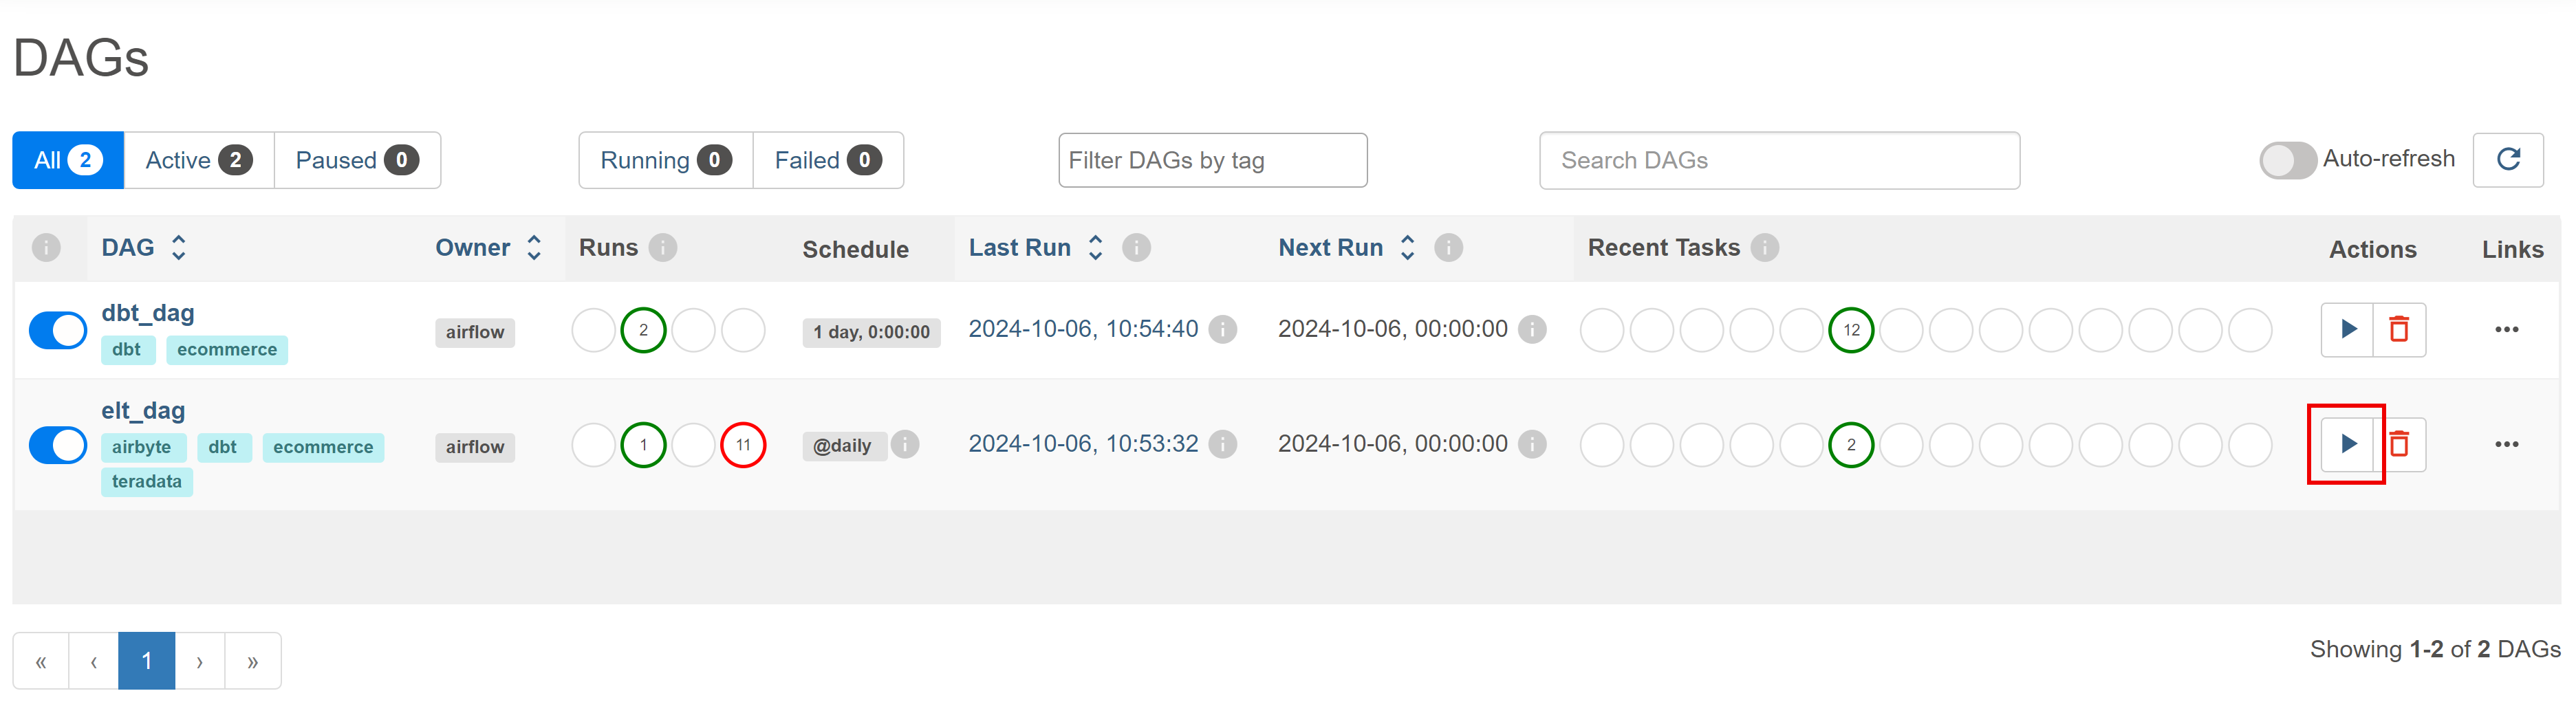 DAGs
All 2 Active 2 Paused 0 Running 0 Failed 0 Filter DAGs by tag Search DAGs Auto-refresh
DAG Owner Runs Schedule Last Run Next Run Recent Tasks Actions Links
dbt_dag
dbt ecommerce
airflow 2 1 day, 0:00:00 2024-10-06, 10:54:40 2024-10-06, 00:00:00 12
elt_dag
airbyte dbt ecommerce
teradata
airflow 1 11 @daily 2024-10-06, 10:53:32 2024-10-06, 00:00:00 2
« ‹ 1 › »
Showing 1-2 of 2 DAGs